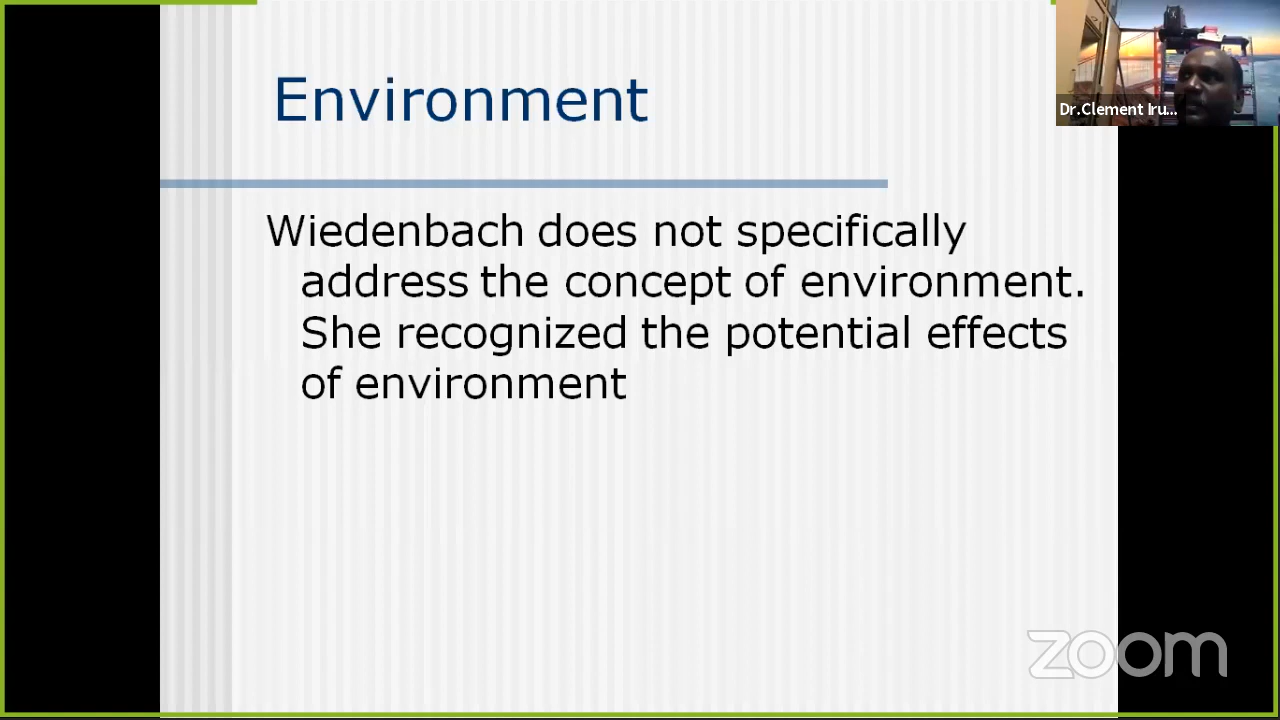 Environment
Dr.Clement Iru...
Wiedenbach does not specifically
address the concept of environment.
She recognized the potential effects
of environment
zoom